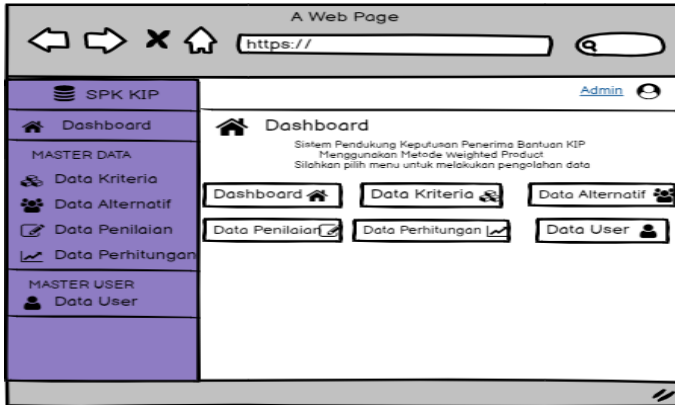 A Web Page
https://
SPK KIP
Admin
Dashboard
MASTER DATA
Data Kriteria
Data Alternatif
Data Penilaian
Data Perhitungan
MASTER USER
Data User
Dashboard
Sistem Pendukung Keputusan Penerima Bantuan KIP
Menggunakan Metode Weighted Product
Silahkan pilih menu untuk melakukan pengolahan data
Dashboard
Data Kriteria
Data Alternatif
Data Penilaian
Data Perhitungan
Data User